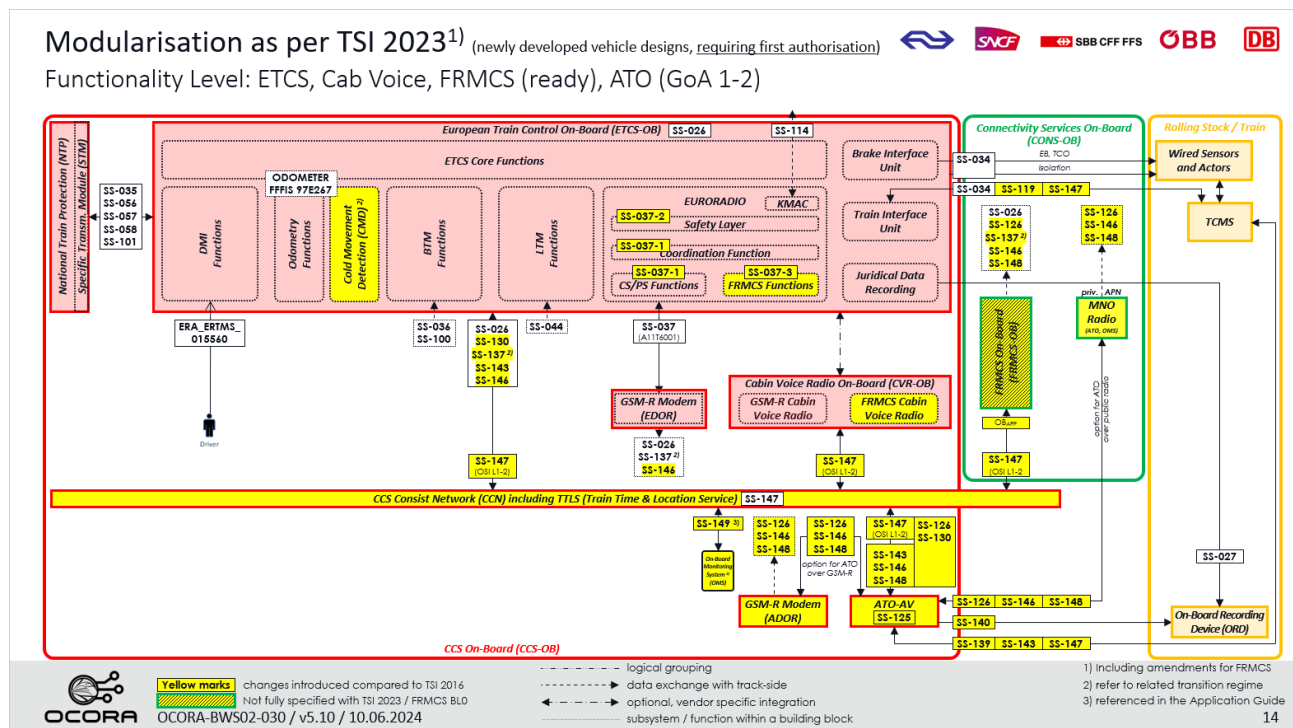 Modularisation as per TSI 20231) (newly developed vehicle designs, requiring first authorisation)
Functionality Level: ETCS, Cab Voice, FRMCS (ready), ATO (GoA 1-2)
SNCF
SBB CFF FFS
ÖBB
DB
National Train Protection (NTP)
Specific Transm. Module (STM)
SS-035
SS-056
SS-057
SS-058
SS-101
European Train Control On-Board (ETCS-OB) SS-026
SS-114
ETCS Core Functions
ODOMETER
FFFIS 97E267
DMI
Functions
Odometry
Functions
Cold Movement
Detection (CMD) 2)
BTM
Functions
LTM
Functions
EURORADIO
KMAC
SS-037-2
Safety Layer
SS-037-1
Coordination Function
SS-037-1
CS/PS Functions
SS-037-3
FRMCS Functions
Brake Interface
Unit
Train Interface
Unit
Juridical Data
Recording
Connectivity Services On-Board
(CONS-OB)
Rolling Stock / Train
SS-034
EB, TCO
Isolation
Wired Sensors
and Actors
SS-034 SS-119 SS-147
TCMS
SS-026
SS-126
SS-137 2)
SS-146
SS-148
SS-126
SS-146
SS-148
priv. APN
MNO
Radio
(ATO, OMS)
FRMCS On-Board
(FRMCS-OB)
option for ATO
over public radio
OBAPP
SS-147
(OSI L1-2
ERA_ERTMS_
015560
Driver
SS-036
SS-100
SS-026
SS-130
SS-137 2)
SS-143
SS-146
SS-044
SS-037
(A11T6001)
GSM-R Modem
(EDOR)
SS-026
SS-137 2)
SS-146
Cabin Voice Radio On-Board (CVR-OB)
GSM-R Cabin
Voice Radio
FRMCS Cabin
Voice Radio
SS-147
(OSI L1-2)
SS-147
(OSI L1-2)
CCS Consist Network (CCN) including TTLS (Train Time & Location Service) SS-147
SS-149 3)
On-Board
Monitoring
System 4)
(OMS)
SS-126
SS-146
SS-148
SS-126
SS-146
SS-148
option for ATO
over GSM-R
SS-147
(OSI L1-2)
SS-126
SS-130
SS-143
SS-146
SS-148
GSM-R Modem
(ADOR)
ATO-AV
SS-125
SS-126 SS-146 SS-148
SS-140
SS-139 SS-143 SS-147
SS-027
On-Board Recording
Device (ORD)
CCS On-Board (CCS-OB)
OCORA
Yellow marks changes introduced compared to TSI 2016
Not fully specified with TSI 2023 / FRMCS BL0
OCORA-BWS02-030 / v5.10 / 10.06.2024
logical grouping
data exchange with track-side
optional, vendor specific integration
subsystem / function within a building block
1) Including amendments for FRMCS
2) refer to related transition regime
3) referenced in the Application Guide
14